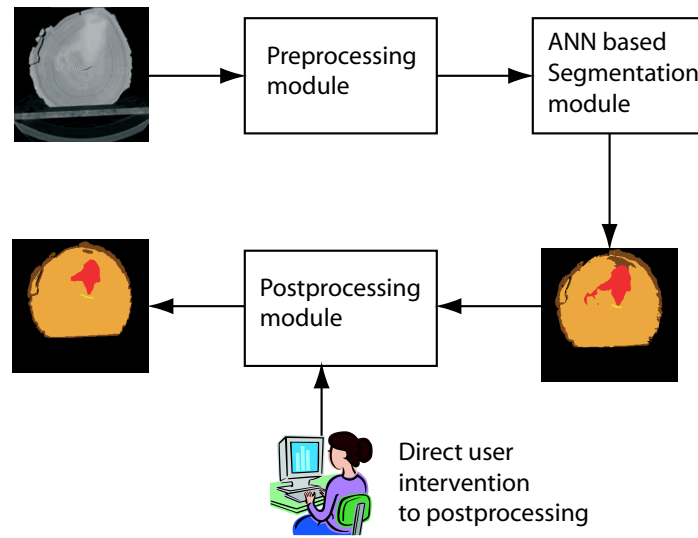 Preprocessing
module
ANN based
Segmentation
module
Postprocessing
module
Direct user
intervention
to postprocessing